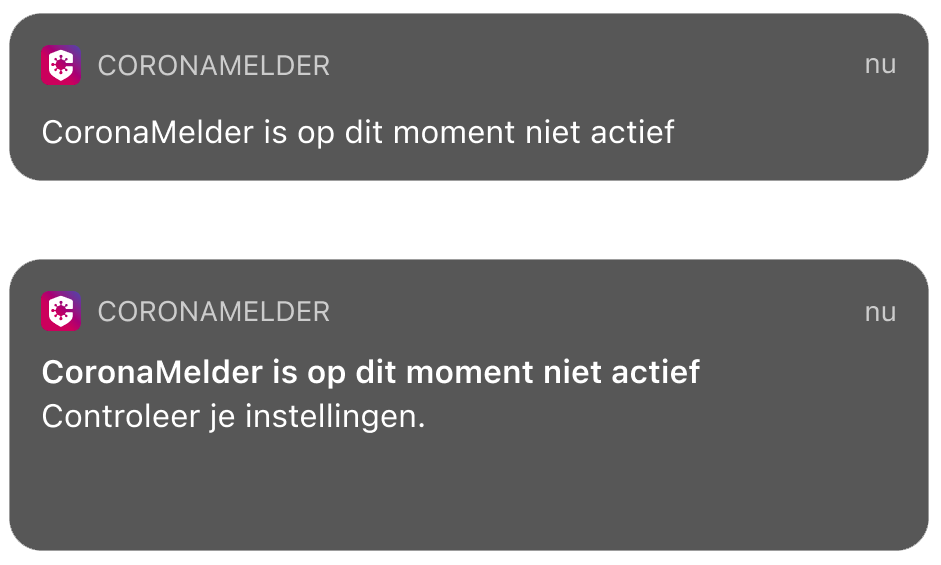 CORONAMELDER
nu
CoronaMelder is op dit moment niet actief
CORONAMELDER
nu
CoronaMelder is op dit moment niet actief
Controleer je instellingen.